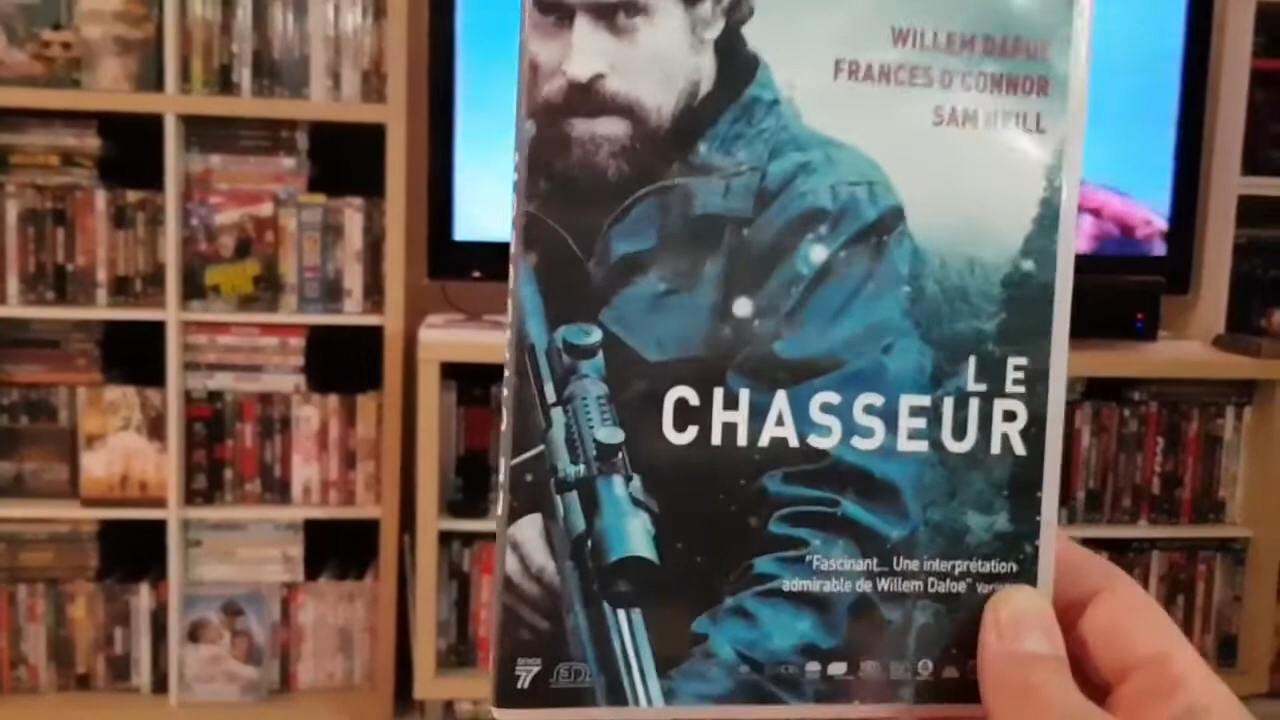 WILLEM DAFOE
FRANCES O'CONNOR
SAM NEILL
LE
CHASSEUR
"Fascinant... Une interprétation
admirable de Willem Dafoe"